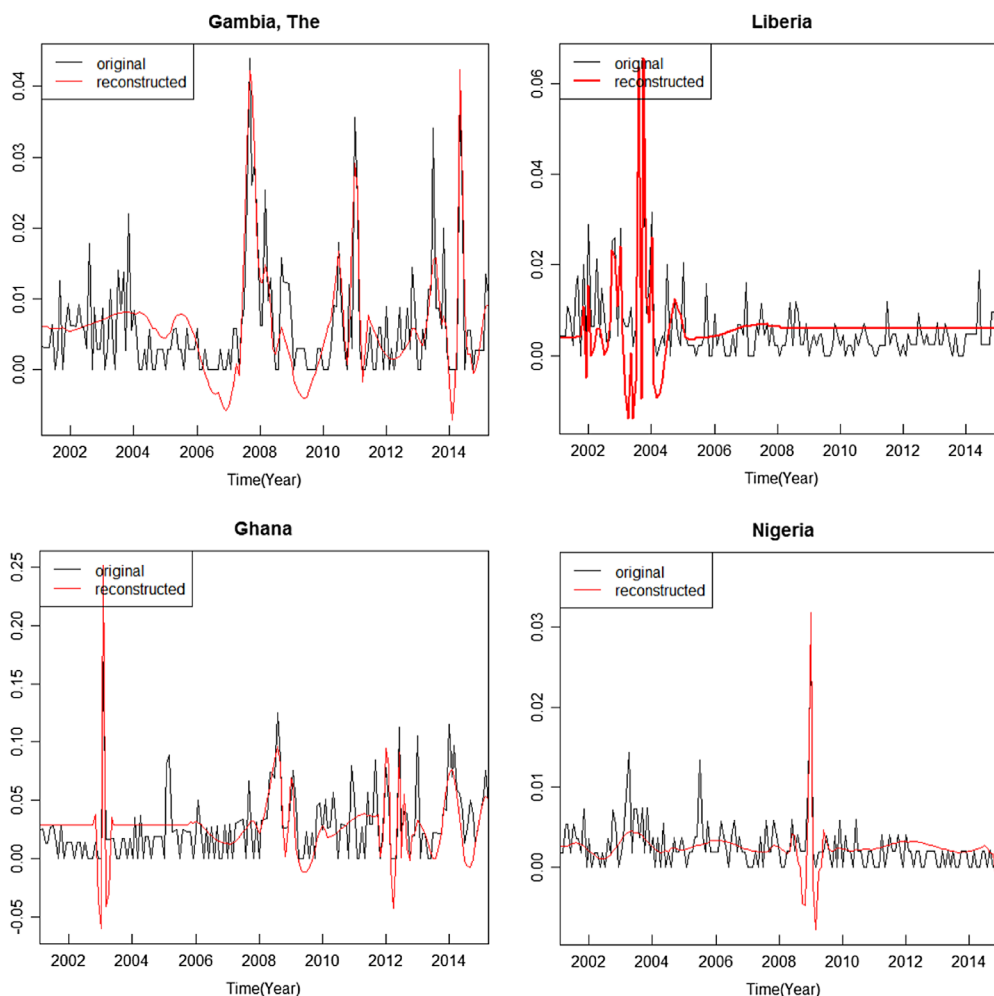 Gambia, The
original
reconstructed
0.04
0.03
0.02
0.01
0.00
2002 2004 2006 2008 2010 2012 2014
Time(Year)
Liberia
original
reconstructed
0.06
0.04
0.02
0.00
2002 2004 2006 2008 2010 2012 2014
Time(Year)
Ghana
original
reconstructed
0.25
0.20
0.15
0.10
0.05
0.00
-0.05
2002 2004 2006 2008 2010 2012 2014
Time(Year)
Nigeria
original
reconstructed
0.03
0.02
0.01
0.00
2002 2004 2006 2008 2010 2012 2014
Time(Year)